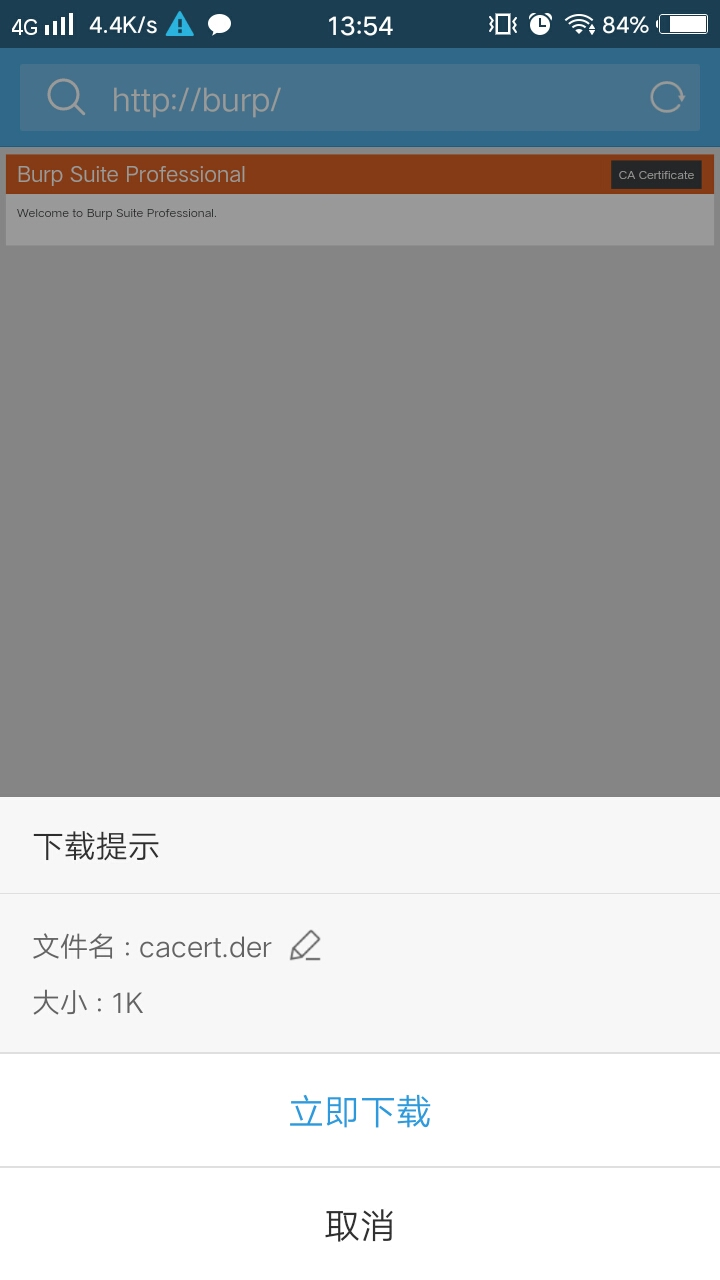 4G 4.4K/s 13:54 84%
http://burp/
Burp Suite Professional CA Certificate
Welcome to Burp Suite Professional.
下载提示
文件名 : cacert.der
大小 : 1K
立即下载
取消